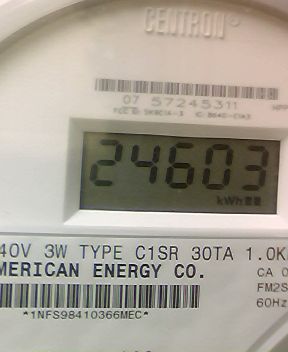 CENTRON®
07 57245311
24603
kWh
40V 3W TYPE C1SR 30TA 1.0K
MERICAN ENERGY CO.
CA 0
FM2S
60Hz
*1NFS98410366MEC*